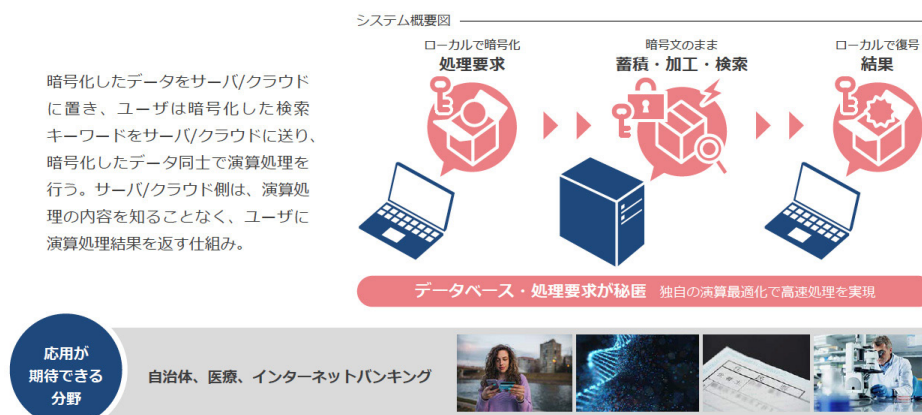 システム概要図
ローカルで暗号化
処理要求
暗号文のまま
蓄積・加工・検索
ローカルで復号
結果
暗号化したデータをサーバ/クラウド
に置き、ユーザは暗号化した検索
キーワードをサーバ/クラウドに送り、
暗号化したデータ同士で演算処理を
行う。サーバ/クラウド側は、演算処
理の内容を知ることなく、ユーザに
演算処理結果を返す仕組み。
データベース・処理要求が秘匿 独自の演算最適化で高速処理を実現
応用が
期待できる
分野
自治体、医療、インターネットバンキング